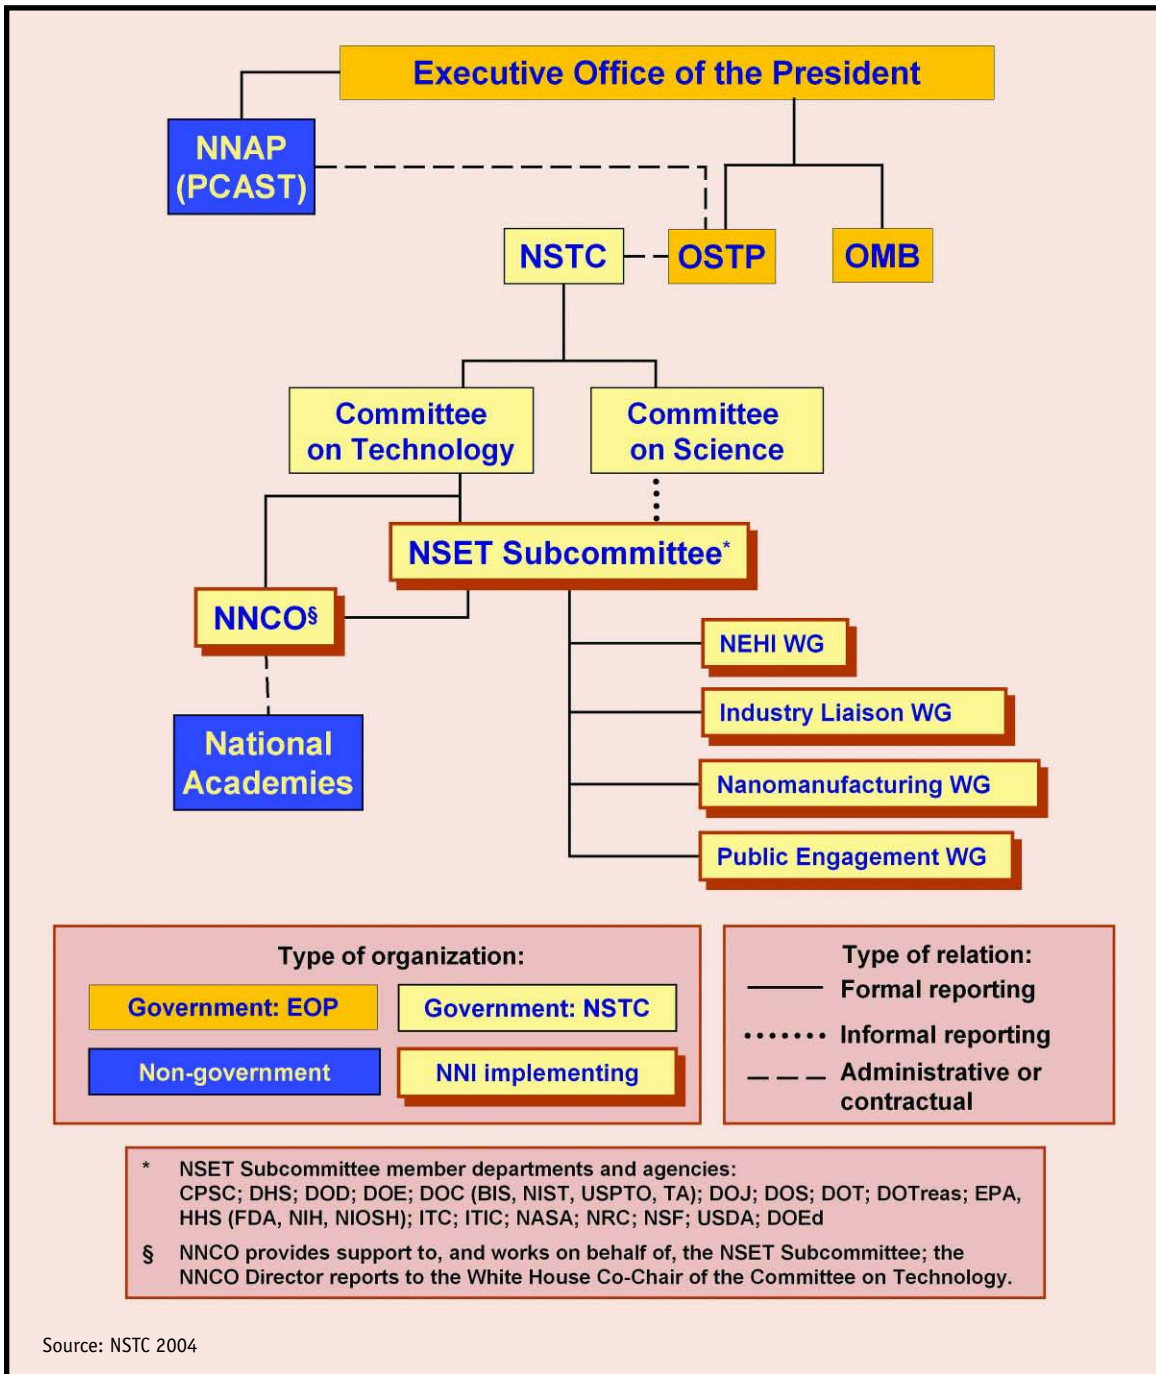 Executive Office of the President
NNAP
(PCAST)
NSTC
OSTP
OMB
Committee
on Technology
Committee
on Science
NSET Subcommittee*
NNCO§
NEHI WG
Industry Liaison WG
National
Academies
Nanomanufacturing WG
Public Engagement WG
Type of organization:
Government: EOP
Government: NSTC
Non-government
NNI implementing
Type of relation:
Formal reporting
Informal reporting
Administrative or
contractual
* NSET Subcommittee member departments and agencies:
CPSC; DHS; DOD; DOE; DOC (BIS, NIST, USPTO, TA); DOJ; DOS; DOT; DOTreas; EPA,
HHS (FDA, NIH, NIOSH); ITC; ITIC; NASA; NRC; NSF; USDA; DOEd
§ NNCO provides support to, and works on behalf of, the NSET Subcommittee; the
NNCO Director reports to the White House Co-Chair of the Committee on Technology.
Source: NSTC 2004